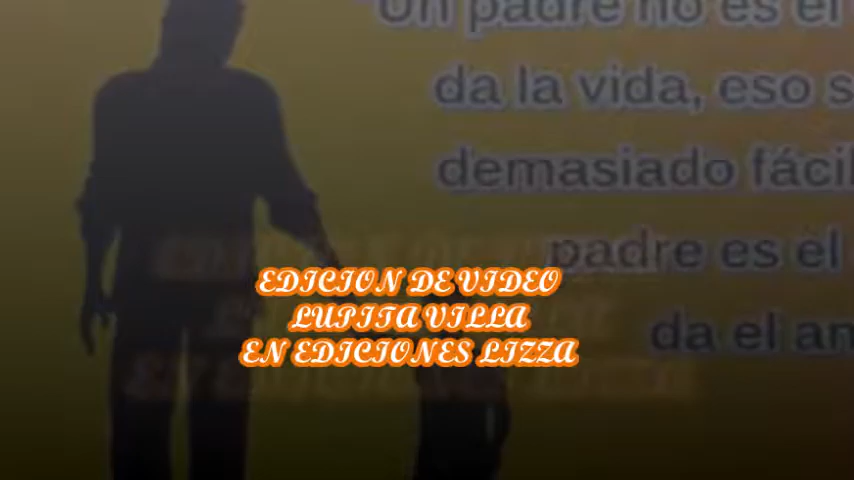 Un padre no es el
da la vida, eso s
demasiado fácil
padre es el
da el am
EDICION DE VIDEO
LUPITA VILLA
EN EDICIONES LIZZA